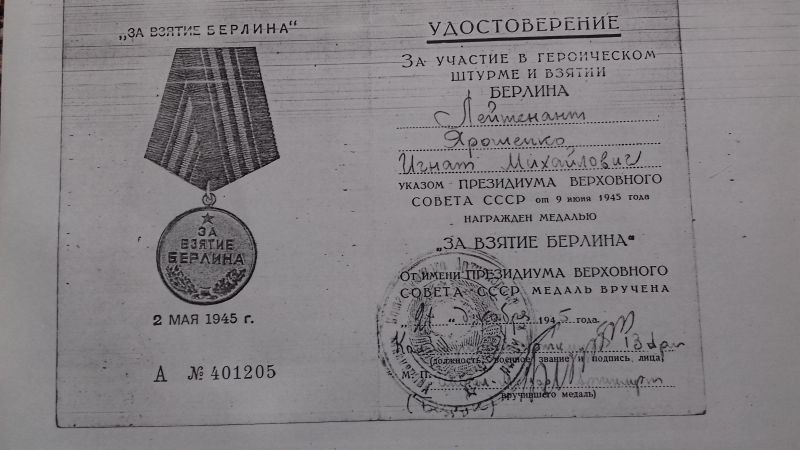 „ЗА ВЗЯТИЕ БЕРЛИНА“
ЗА
ВЗЯТИЕ
БЕРЛИНА
2 МАЯ 1945 г.
А № 401205
УДОСТОВЕРЕНИЕ
ЗА УЧАСТИЕ В ГЕРОИЧЕСКОМ
ШТУРМЕ И ВЗЯТИИ
БЕРЛИНА
Лейтенант
Ярошенко
Игнат Михайлович
УКАЗОМ ПРЕЗИДИУМА ВЕРХОВНОГО
СОВЕТА СССР от 9 июня 1945 года
НАГРАЖДЕН МЕДАЛЬЮ
„ЗА ВЗЯТИЕ БЕРЛИНА“
От имени ПРЕЗИДИУМА ВЕРХОВНОГО
СОВЕТА СССР МЕДАЛЬ ВРУЧЕНА
1945 года.
(должность, военное звание и подпись лица,
М. П.
вручившего медаль)